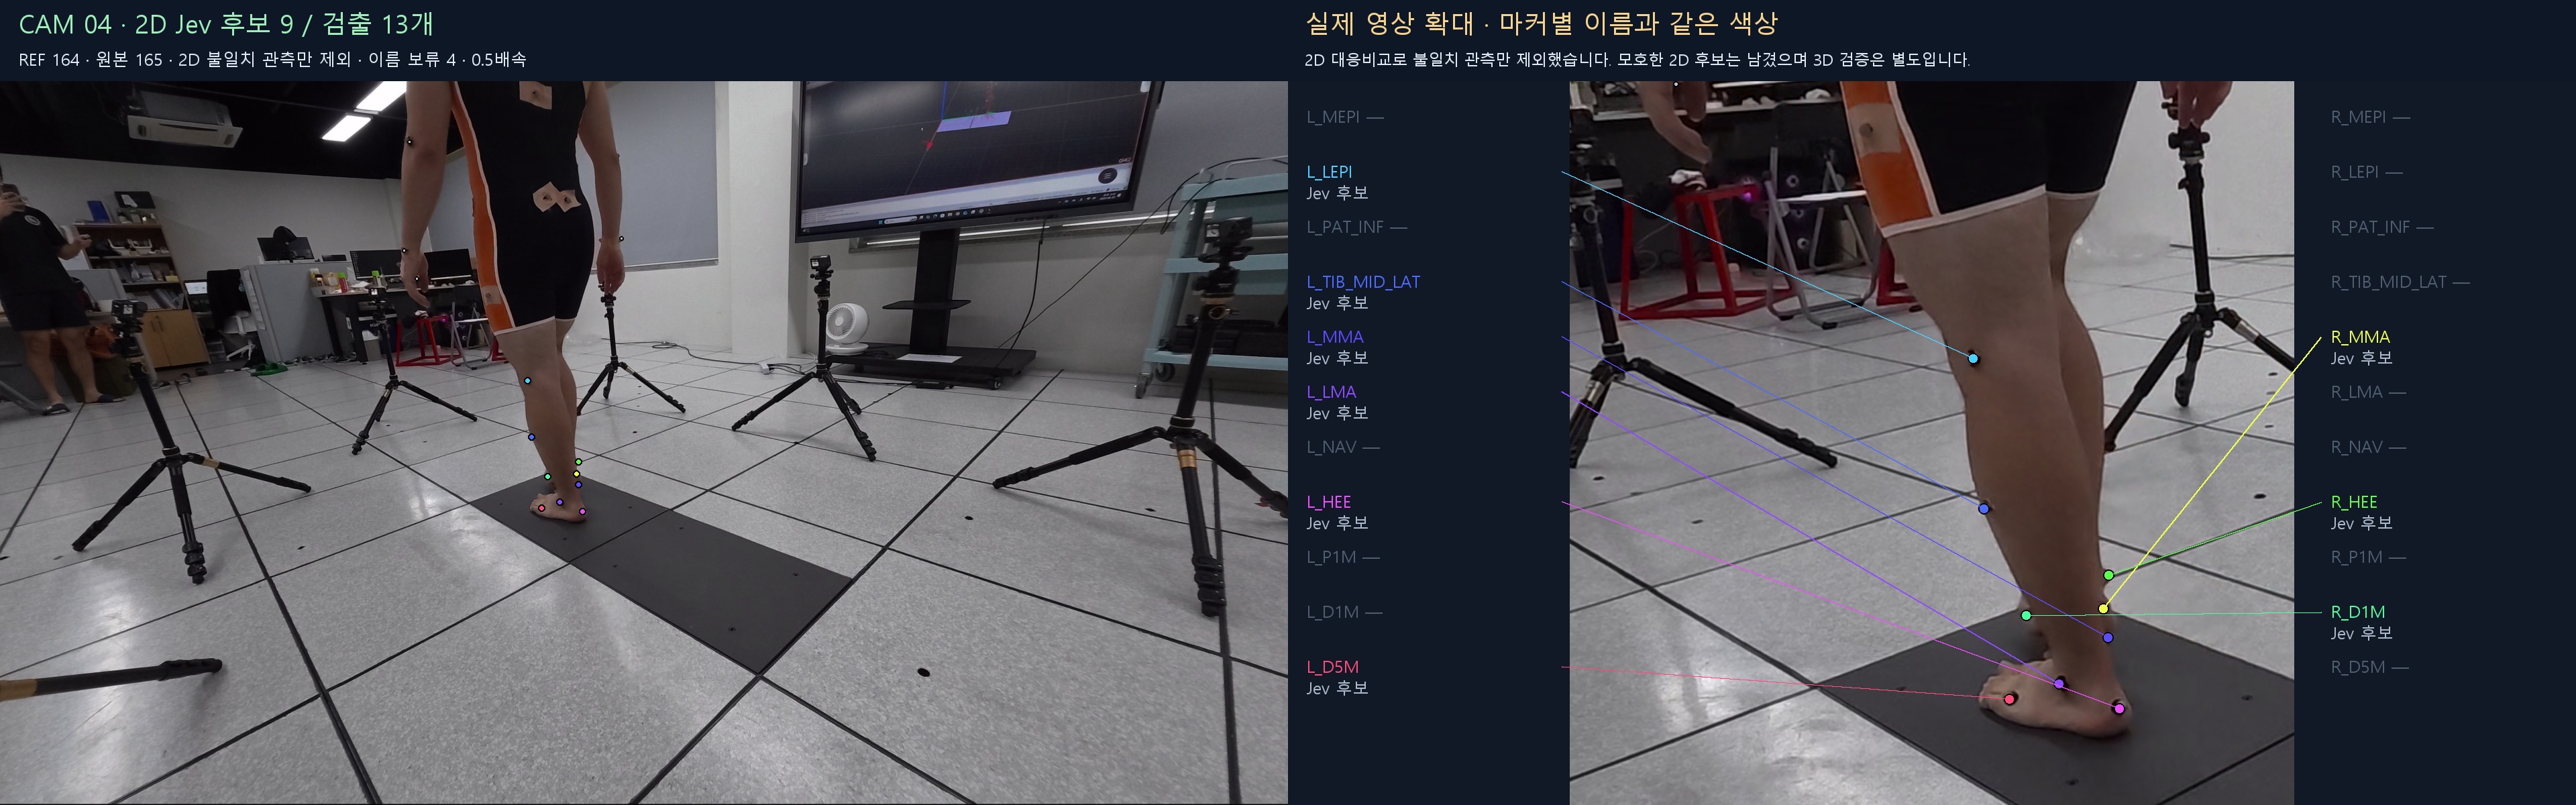 CAM 04 · 2D Jev 후보 9 / 검출 13개
REF 164 · 원본 165 · 2D 불일치 관측만 제외 · 이름 보류 4 · 0.5배속
실제 영상 확대 · 마커별 이름과 같은 색상
2D 대응비교로 불일치 관측만 제외했습니다. 모호한 2D 후보는 남겼으며 3D 검증은 별도입니다.
L_MEPI —
L_LEPI
Jev 후보
L_PAT_INF —
L_TIB_MID_LAT
Jev 후보
L_MMA
Jev 후보
L_LMA
Jev 후보
L_NAV —
L_HEE
Jev 후보
L_P1M —
L_D1M —
L_D5M
Jev 후보
R_MEPI —
R_LEPI —
R_PAT_INF —
R_TIB_MID_LAT —
R_MMA
Jev 후보
R_LMA —
R_NAV —
R_HEE
Jev 후보
R_P1M —
R_D1M
Jev 후보
R_D5M —